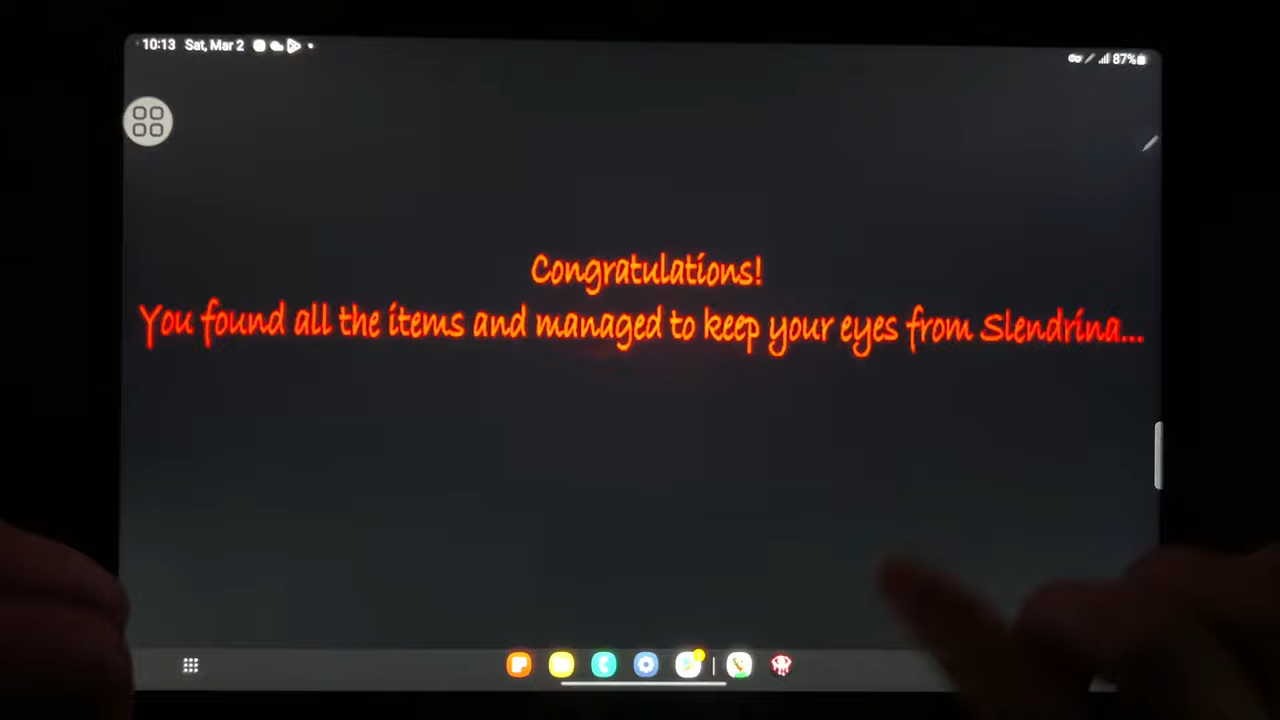 10:13 Sat, Mar 2
87%
Congratulations!
You found all the items and managed to keep your eyes from Slendrina...